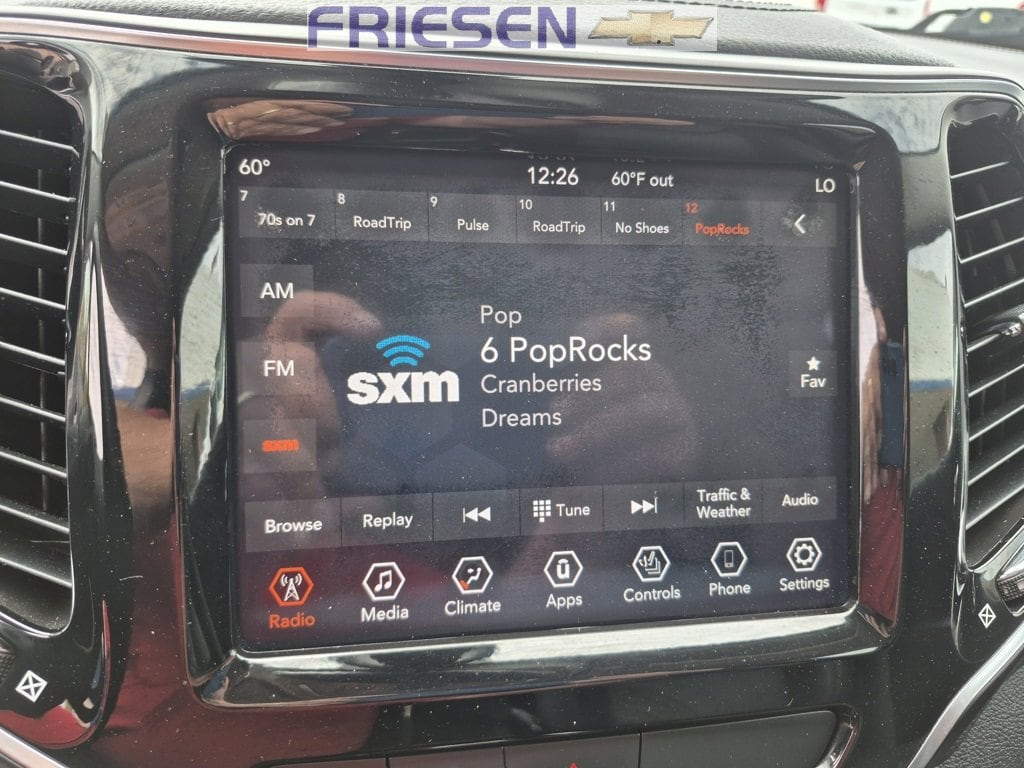 FRIESEN
60°
12:26
60°F out
LO
7 70s on 7
8 RoadTrip
9 Pulse
10 RoadTrip
11 No Shoes
12 PopRocks
AM
FM
sxm
sxm
Pop
6 PopRocks
Cranberries
Dreams
Fav
Browse
Replay
Tune
Traffic &
Weather
Audio
Radio
Media
Climate
Apps
Controls
Phone
Settings